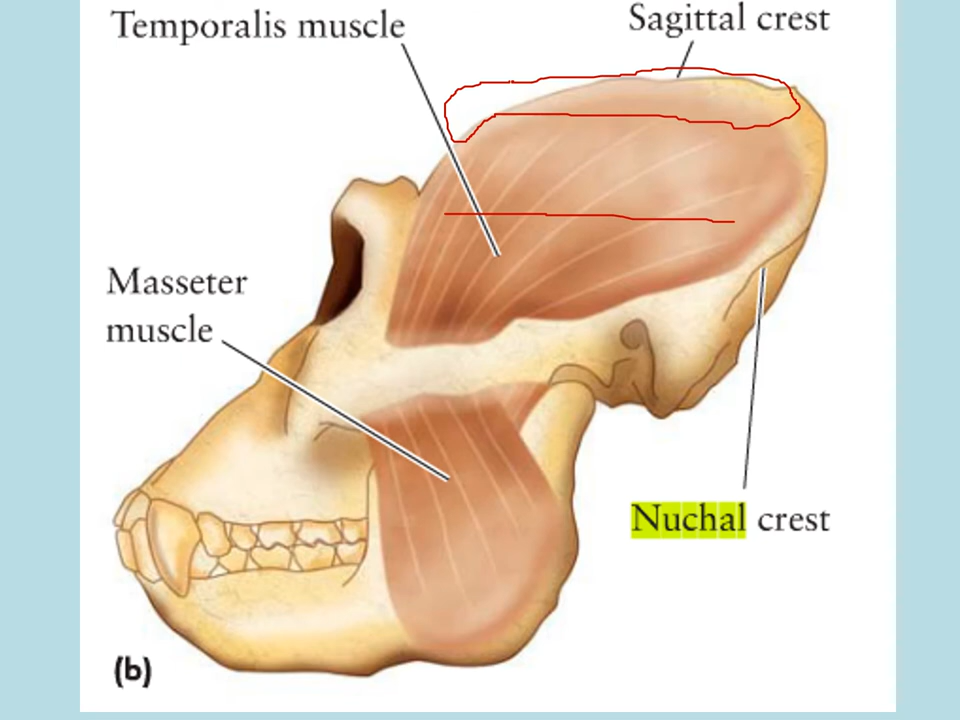 Temporalis muscle
Sagittal crest
Masseter
muscle
Nuchal crest
(b)